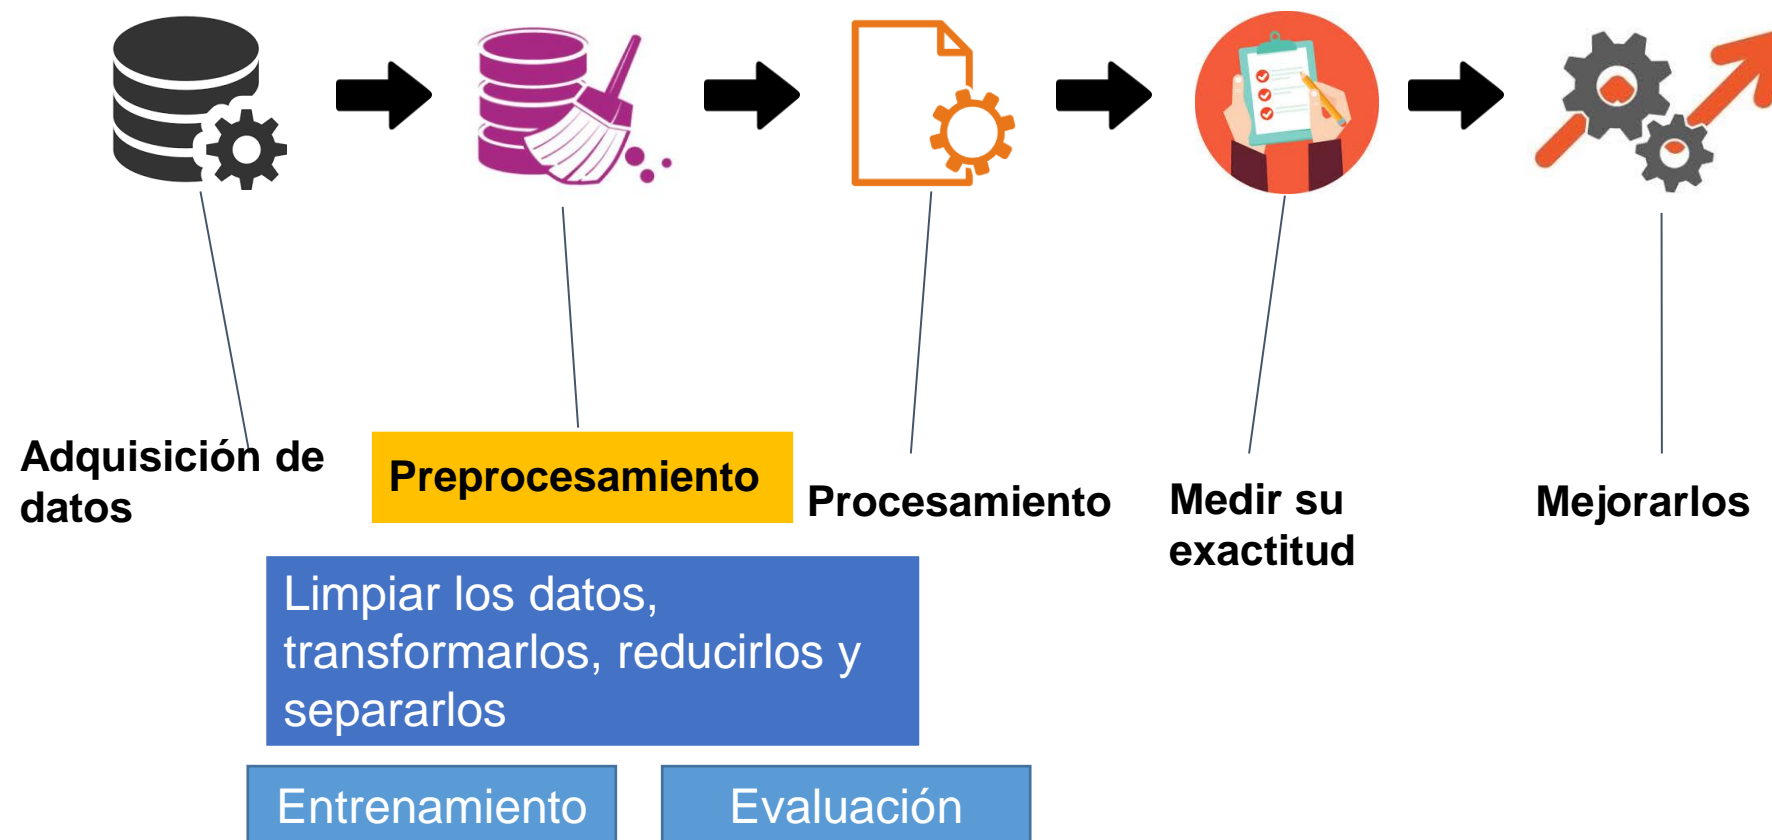 Adquisición de
datos
Preprocesamiento
Procesamiento
Medir su
exactitud
Mejorarlos
Limpiar los datos,
transformarlos, reducirlos y
separarlos
Entrenamiento
Evaluación